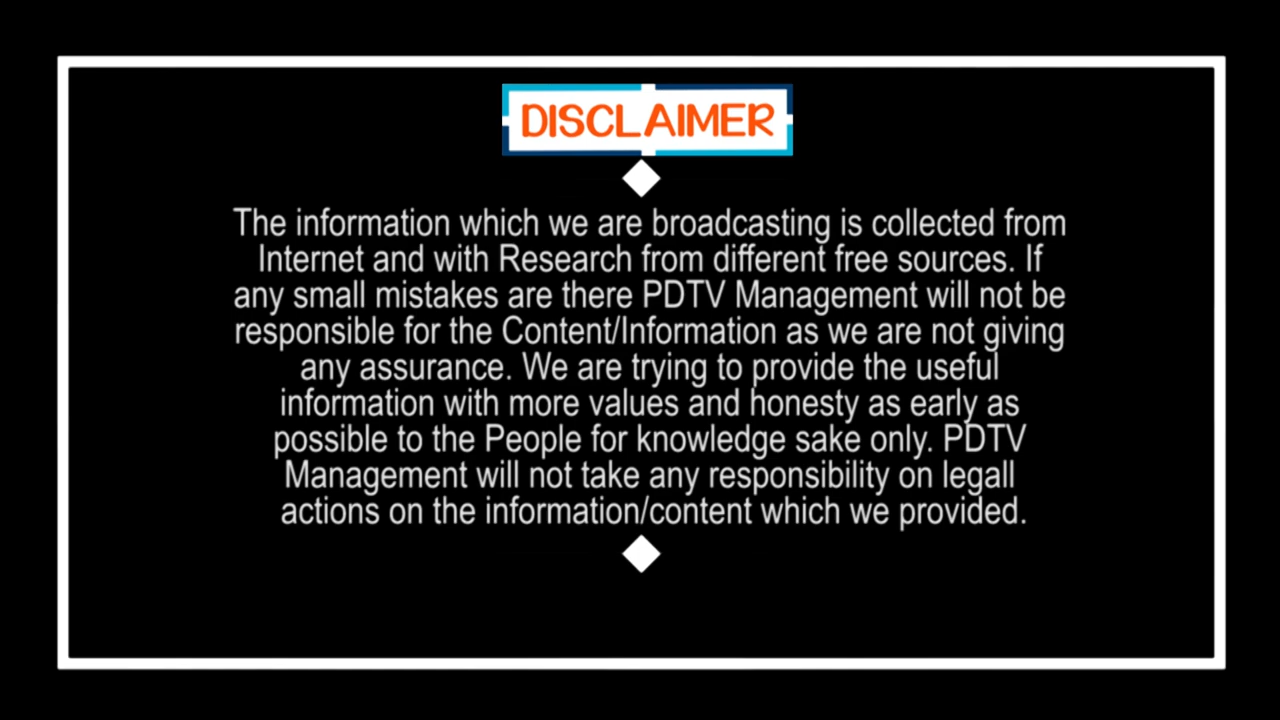 DISCLAIMER
The information which we are broadcasting is collected from
Internet and with Research from different free sources. If
any small mistakes are there PDTV Management will not be
responsible for the Content/Information as we are not giving
any assurance. We are trying to provide the useful
information with more values and honesty as early as
possible to the People for knowledge sake only. PDTV
Management will not take any responsibility on legall
actions on the information/content which we provided.